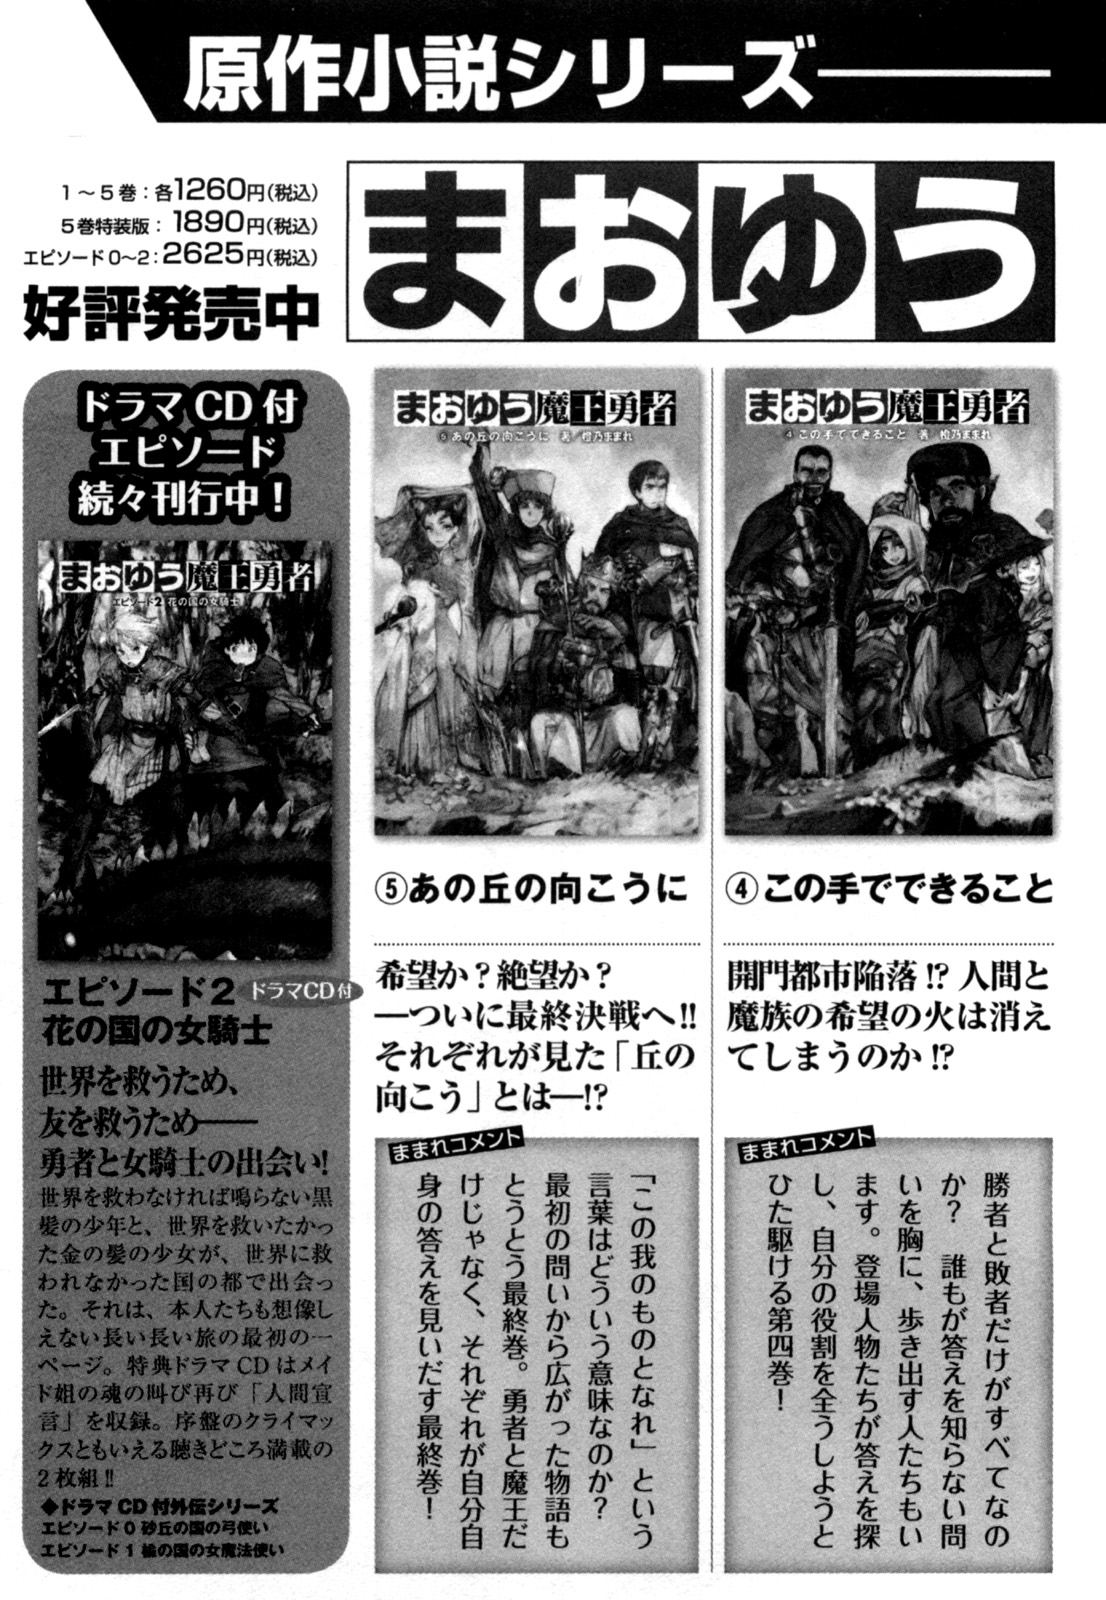 原作小説シリーズ――
まおゆう
1～5巻：各1260円(税込)
5巻特装版：1890円(税込)
エピソード0～2：2625円(税込)
好評発売中
まおゆう魔王勇者
④この手でできること 著 橙乃ままれ
④この手でできること
開門都市陥落!? 人間と
魔族の希望の火は消え
てしまうのか!?
ままれコメント
勝者と敗者だけがすべてなの
か？　誰もが答えを知らない問
いを胸に、歩き出す人たちもい
ます。登場人物たちが答えを探
し、自分の役割を全うしようと
ひた駆ける第四巻！
まおゆう魔王勇者
⑤あの丘の向こうに 著／橙乃ままれ
⑤あの丘の向こうに
希望か？絶望か？
―ついに最終決戦へ!!
それぞれが見た「丘の
向こう」とは―!?
ままれコメント
「この我のものとなれ」という
言葉はどういう意味なのか？
最初の問いから広がった物語も
とうとう最終巻。勇者と魔王だ
けじゃなく、それぞれが自分自
身の答えを見いだす最終巻！
ドラマCD付
エピソード
続々刊行中！
まおゆう魔王勇者
エピソード2 花の国の女騎士
エピソード2 ドラマCD付
花の国の女騎士
世界を救うため、
友を救うため――
勇者と女騎士の出会い!
世界を救わなければ鳴らない黒
髪の少年と、世界を救いたかっ
た金の髪の少女が、世界に救
われなかった国の都で出会っ
た。それは、本人たちも想像し
えない長い長い旅の最初の一
ページ。特典ドラマCDはメイ
ド姐の魂の叫び再び「人間宣
言」を収録。序盤のクライマッ
クスともいえる聴きどころ満載の
2枚組!!
◆ドラマCD付外伝シリーズ
エピソード0 砂丘の国の弓使い
エピソード1 楡の国の女魔法使い